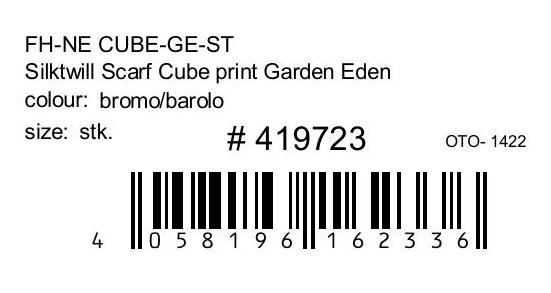 FH-NE CUBE-GE-ST
Silktwill Scarf Cube print Garden Eden
colour: bromo/barolo
size: stk.
# 419723
OTO- 1422
4 058196 162336